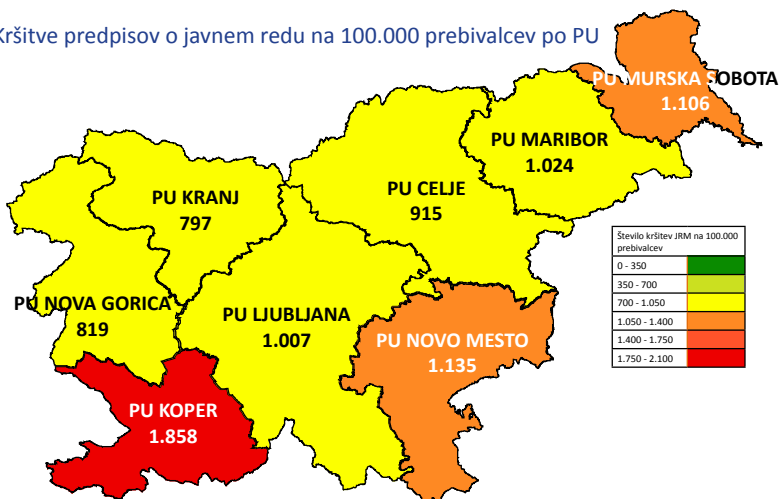 Kršitve predpisov o javnem redu na 100.000 prebivalcev po PU
PU MURSKA SOBOTA
1.106
PU MARIBOR
1.024
PU CELJE
915
PU KRANJ
797
PU NOVA GORICA
819
PU LJUBLJANA
1.007
PU NOVO MESTO
1.135
PU KOPER
1.858
Število kršitev JRM na 100.000
prebivalcev
0 - 350
350 - 700
700 - 1.050
1.050 - 1.400
1.400 - 1.750
1.750 - 2.100